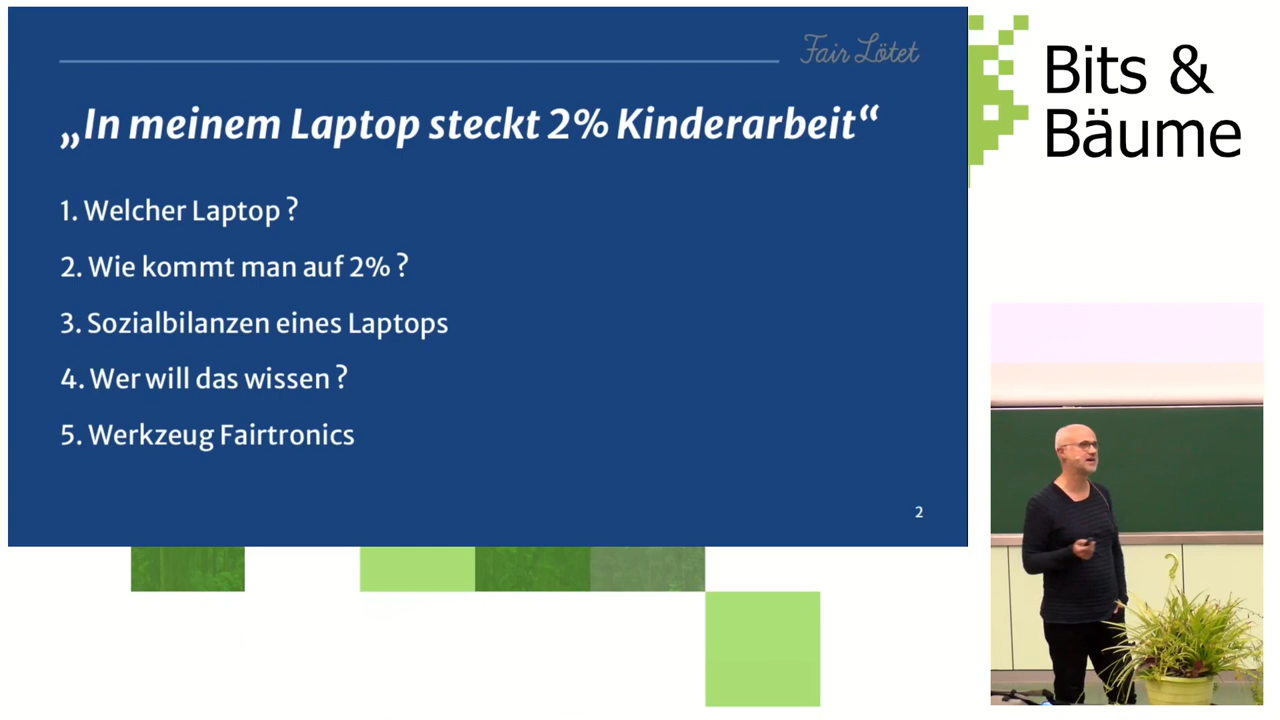 Fair Lötet
„In meinem Laptop steckt 2% Kinderarbeit“
1. Welcher Laptop ?
2. Wie kommt man auf 2% ?
3. Sozialbilanzen eines Laptops
4. Wer will das wissen ?
5. Werkzeug Fairtronics
2
Bits &
Bäume